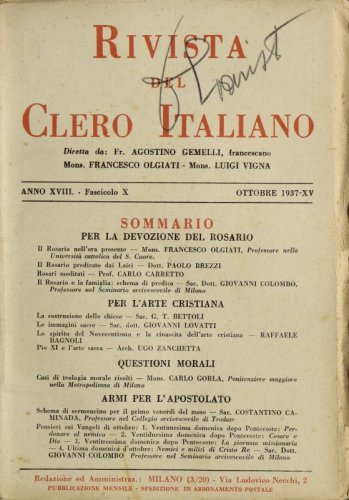 RIVISTA
DEL
CLERO ITALIANO
Diretta da: Fr. AGOSTINO GEMELLI, francescano
Mons. FRANCESCO OLGIATI - Mons. LUIGI VIGNA
ANNO XVIII. - Fascicolo X OTTOBRE 1937-XV
SOMMARIO
PER LA DEVOZIONE DEL ROSARIO
Il Rosario nell'ora presente — Mons. FRANCESCO OLGIATI, Professore nella
Università cattolica del S. Cuore.
Il Rosario predicato dai Laici — Dott. PAOLO BREZZI
Rosari meditati — Prof. CARLO CARRETTO
Il Rosario e la famiglia: schema di predica — Sac. Dott. GIOVANNI COLOMBO,
Professore nel Seminario arcivescovile di Milano
PER L'ARTE CRISTIANA
La costruzione delle chiese — Sac. G. T. BETTOLI
Le immagini sacre — Sac. dott. GIOVANNI LOVATTI
Lo spirito del Novecentismo e la rinascita dell'arte cristiana — RAFFAELE
BAGNOLI
Pio XI e l'arte sacra — Arch. UGO ZANCHETTA
QUESTIONI MORALI
Casi di teologia morale risolti — Mons. CARLO GORLA, Penitenziere maggiore
nella Metropolitana di Milano
ARMI PER L'APOSTOLATO
Schema di sermoncino per il primo venerdì del mese — Sac. COSTANTINO CA-
MINADA, Professore nel Collegio arcivescovile di Tradate
Pensieri sui Vangeli di ottobre: 1. Ventunesima domenica dopo Pentecoste: Per-
donare al nemico — 2. Ventiduesima domenica dopo Pentecoste: Cesare e
Dio — 3. Ventitreesima domenica dopo Pentecoste: La giornata missionaria
— 4. Ultima domenica d'ottobre: Nemici e militi di Cristo Re — Sac. Dott.
GIOVANNI COLOMBO Professore nel Seminario arcivescovile di Milano
Redazione ed Amministraz.: MILANO (3/20) - Via Ludovico Necchi, 2
PUBBLICAZIONE MENSILE - SPEDIZIONE IN ABBONAMENTO POSTALE